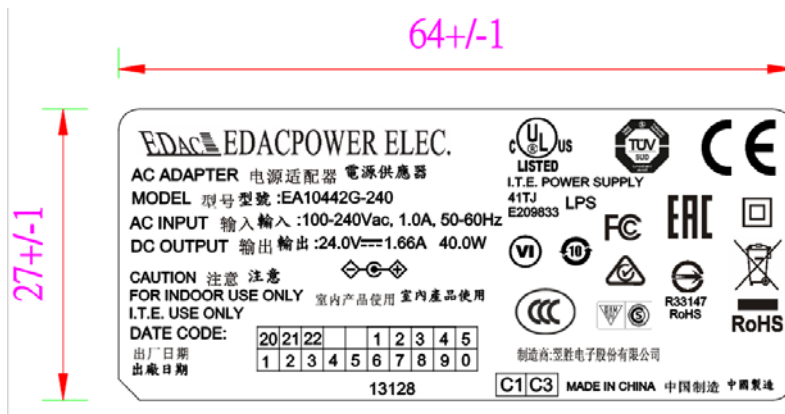 64+/-1
27+/-1
EDAC EDACPOWER ELEC.
AC ADAPTER 电源适配器 電源供應器
MODEL 型号 型號 :EA10442G-240
AC INPUT 输入 輸入 :100-240Vac, 1.0A, 50-60Hz
DC OUTPUT 输出 輸出 :24.0V 1.66A 40.0W
CAUTION 注意 注意
FOR INDOOR USE ONLY 室内产品使用 室內產品使用
I.T.E. USE ONLY
DATE CODE:
出厂日期
出廠日期
20 21 22 1 2 3 4 5
1 2 3 4 5 6 7 8 9 0
13128
C UL US
LISTED
I.T.E. POWER SUPPLY
41TJ
E209833 LPS
TÜV
SUD
CE
FC
EAC
VI
10
CCC
S
R33147
RoHS
RoHS
制造商:翌胜电子股份有限公司
C1 C3 MADE IN CHINA 中国制造 中國製造